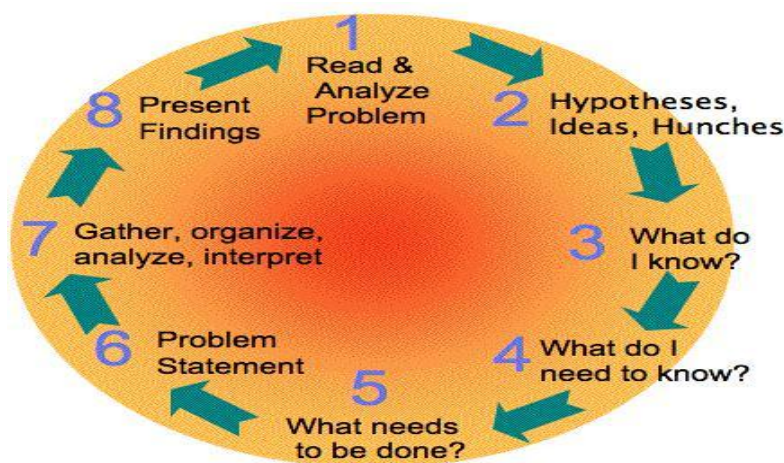 1
Read &
Analyze
Problem
2
Hypotheses,
Ideas, Hunches
3
What do
I know?
4
What do I
need to know?
5
What needs
to be done?
6
Problem
Statement
7
Gather, organize,
analyze, interpret
8
Present
Findings